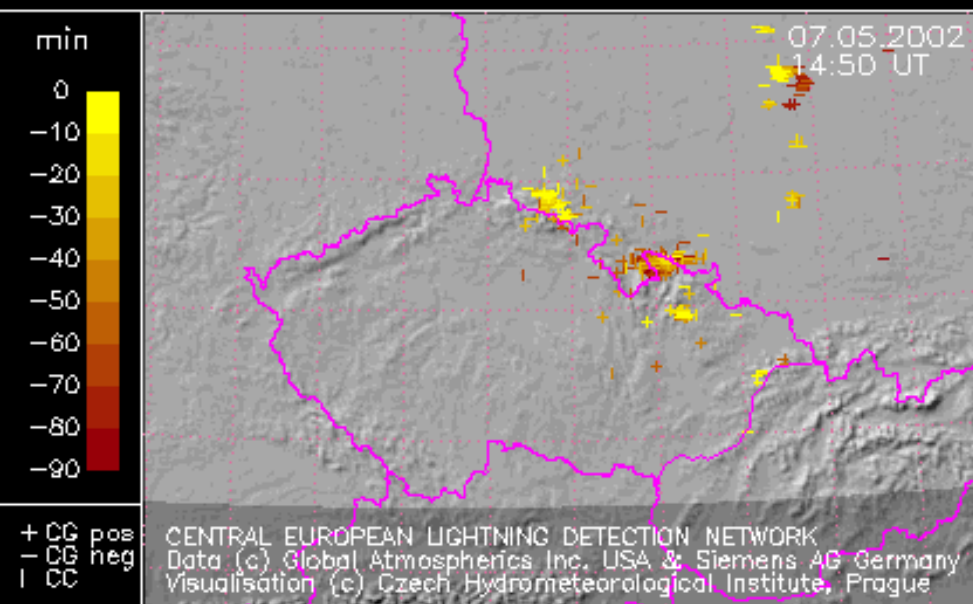 min
0
-10
-20
-30
-40
-50
-60
-70
-80
-90
+ CG pos
- CG neg
| CC
07.05.2002
14:50 UT
CENTRAL EUROPEAN LIGHTNING DETECTION NETWORK
Data (c) Global Atmospherics Inc. USA & Siemens AG Germany
Visualisation (c) Czech Hydrometeorological Institute, Prague